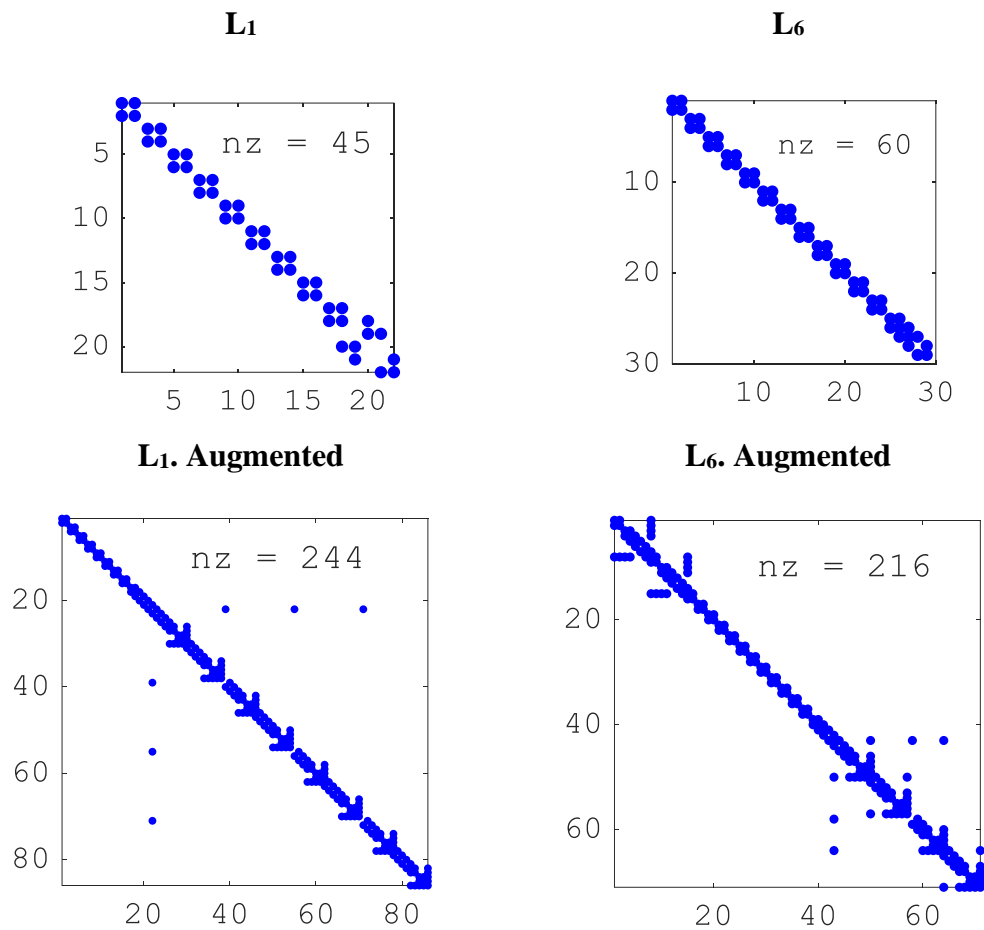 L₁
L₆
nz = 45
5
10
15
20
5 10 15 20
nz = 60
10
20
30
10 20 30
L₁. Augmented
L₆. Augmented
nz = 244
20
40
60
80
20 40 60 80
nz = 216
20
40
60
20 40 60